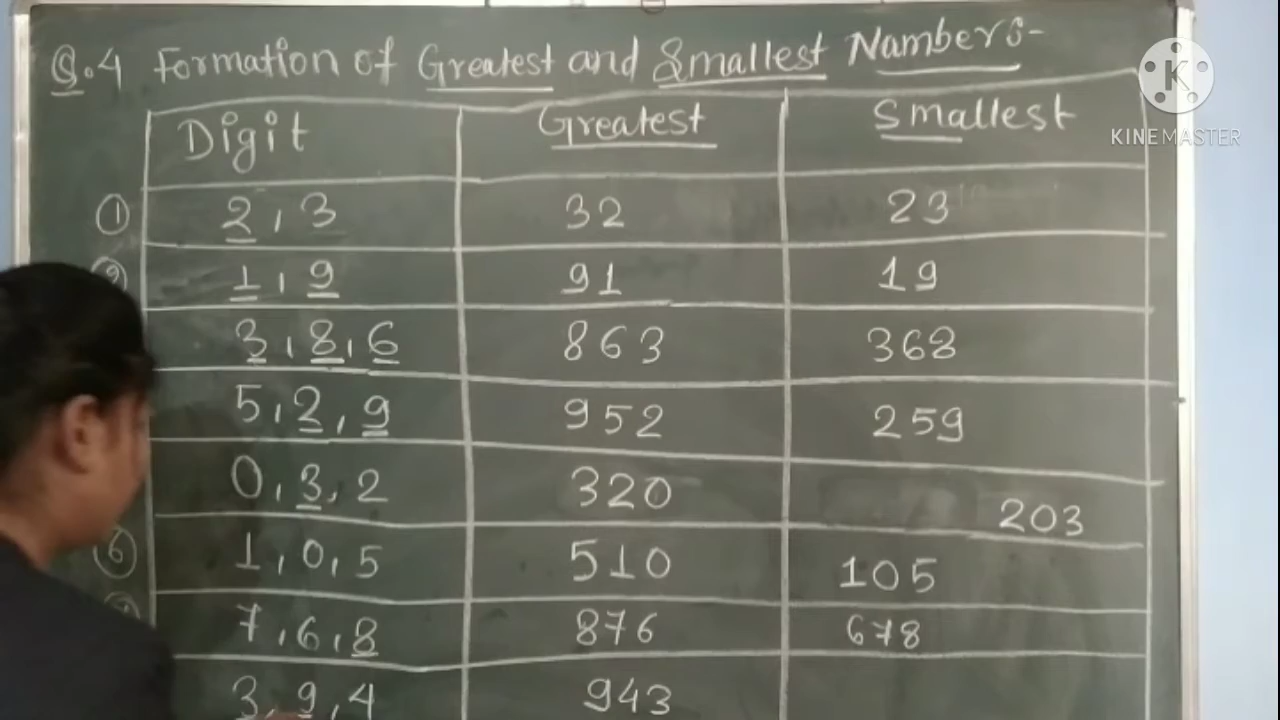 Q.4 Formation of Greatest and Smallest Nambers-
KINEMASTER
Digit Greatest Smallest
① 2, 3 32 23
1, 9 91 19
3, 8, 6 863 368
5, 2, 9 952 259
0, 3, 2 320 203
⑥ 1, 0, 5 510 105
7, 6, 8 876 678
3, 9, 4 943